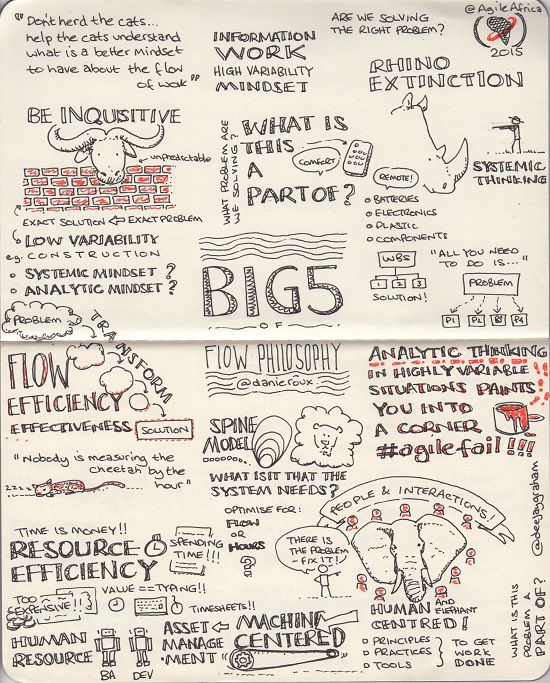 "Don't herd the cats...
help the cats understand
what is a better mindset
to have about the flow
of work"
INFORMATION
WORK
HIGH VARIABILITY
MINDSET
ARE WE SOLVING
THE RIGHT PROBLEM?
@AgileAfrica
2015
RHINO
EXTINCTION
SYSTEMIC
THINKING
REMOTE!
BATTERIES
ELECTRONICS
PLASTIC
COMPONENTS
BE INQUISITIVE
unpredictable
EXACT SOLUTION ⇐ EXACT PROBLEM
LOW VARIABILITY
eg. CONSTRUCTION
SYSTEMIC MINDSET?
ANALYTIC MINDSET?
WHAT PROBLEM ARE
WE SOLVING?
WHAT IS
THIS
A
PART OF?
COMFORT
WBS
1 2 3
SOLUTION!
"ALL YOU NEED
TO DO IS..."
PROBLEM
P1 P2 P3 P4
BIG5
OF
FLOW PHILOSOPHY
@danieroux
PROBLEM
TRANSFORM
FLOW
EFFICIENCY
EFFECTIVENESS
SOLUTION
"Nobody is measuring the
cheetah by the
hour"
zzzz
SPINE
MODEL
WHAT IS IT THAT THE
SYSTEM NEEDS?
OPTIMISE FOR:
FLOW
OR
HOURS
?
ANALYTIC THINKING
IN HIGHLY VARIABLE
SITUATIONS PAINTS
YOU INTO
A CORNER
#agilefail!!!
@deejaygraham
TIME IS MONEY!!
RESOURCE
EFFICIENCY
SPENDING
TIME!!!
VALUE == TYPING!!
TOO
EXPENSIVE!!
TIMESHEETS!!
HUMAN
RESOURCE
BA DEV
ASSET
MANAGE
MENT
MACHINE
CENTERED
THERE IS
THE PROBLEM
- FIX IT!
PEOPLE & INTERACTIONS!
HUMAN AND ELEPHANT
CENTRED!
PRINCIPLES
PRACTICES
TOOLS
TO GET
WORK
DONE
WHAT IS THIS
PROBLEM A
PART OF?